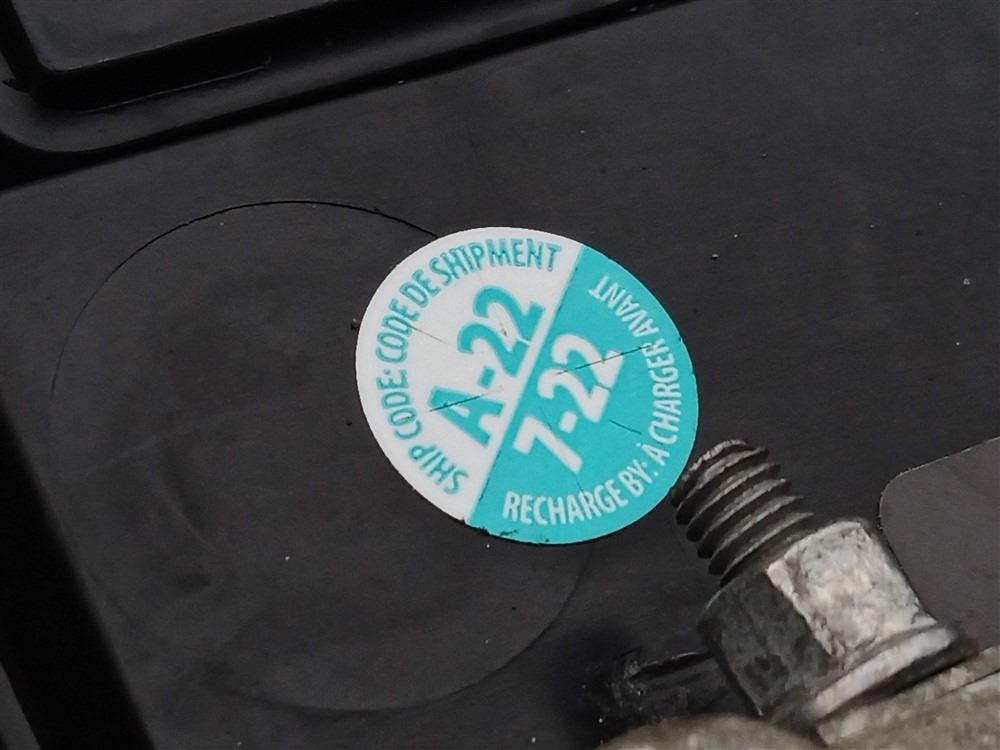 SHIP CODE: CODE DE SHIPMENT
A-22
7-22
RECHARGE BY: À CHARGER AVANT